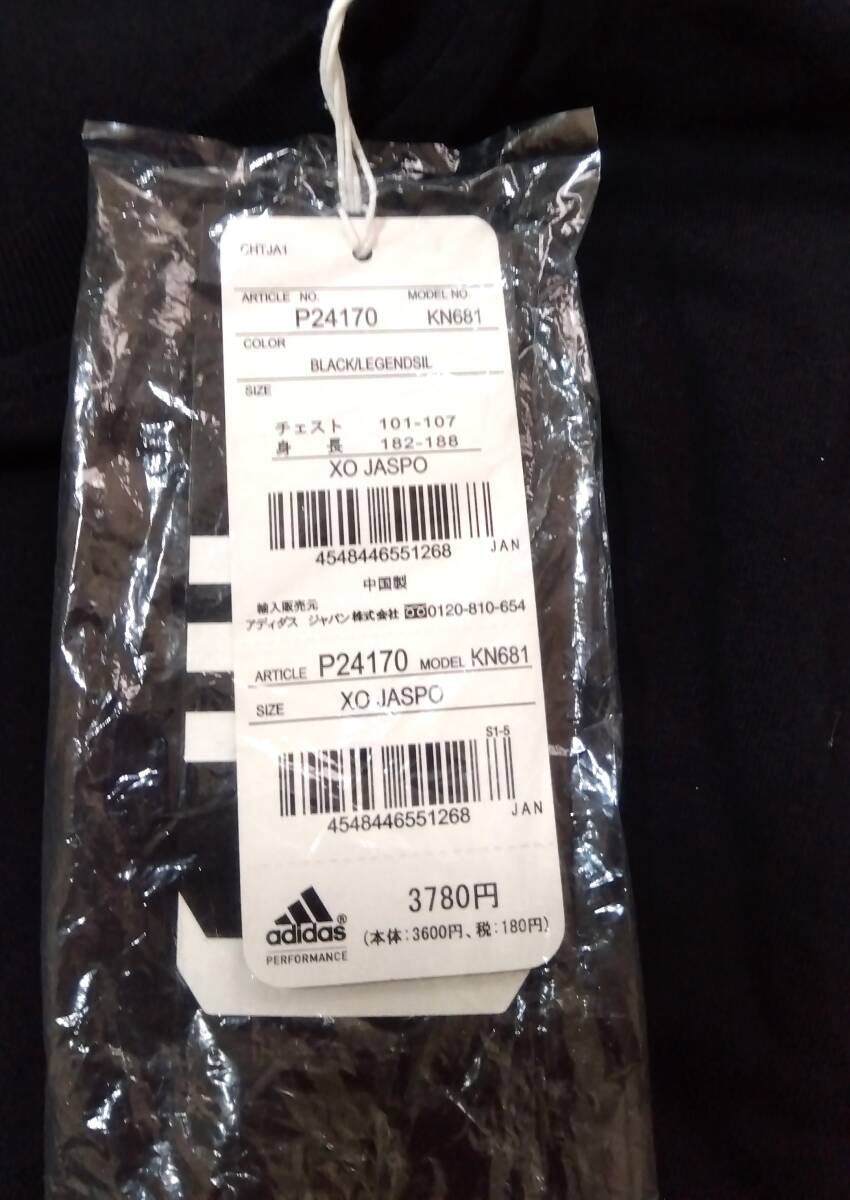 CHTJA1
ARTICLE NO. MODEL NO.
P24170 KN681
COLOR
BLACK/LEGENDSIL
SIZE
チェスト 101-107
身 長 182-188
XO JASPO
4548446551268 JAN
中国製
輸入販売元
アディダス ジャパン株式会社 0120-810-654
ARTICLE P24170 MODEL KN681
SIZE XO JASPO
S1-5
4548446551268 JAN
3780円
(本体:3600円、税:180円)
adidas®
PERFORMANCE